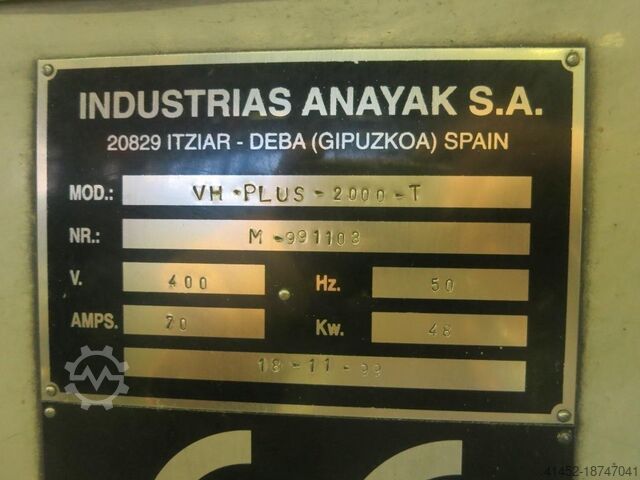 INDUSTRIAS ANAYAK S.A.
20829 ITZIAR - DEBA (GIPUZKOA) SPAIN
MOD.: VH-PLUS-2000-T
NR.: M-991103
V. 400 Hz. 50
AMPS. 70 Kw. 48
18-11-99
CE
41452-18747041